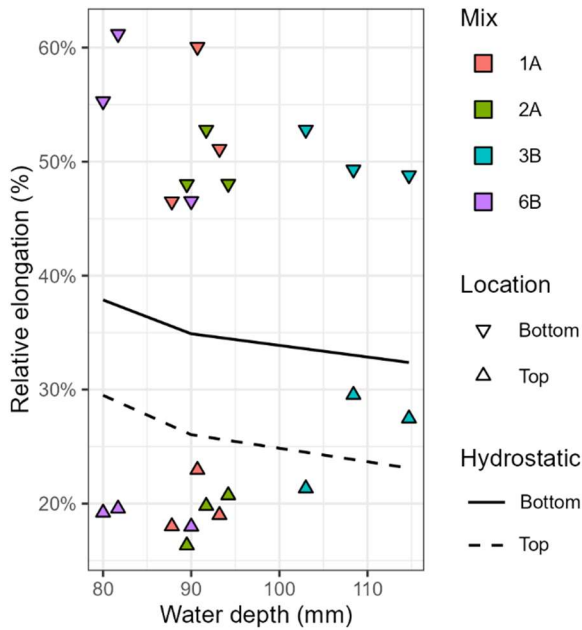 60%
50%
40%
30%
20%
Relative elongation (%)
80 90 100 110
Water depth (mm)
Mix
1A
2A
3B
6B
Location
Bottom
Top
Hydrostatic
Bottom
Top